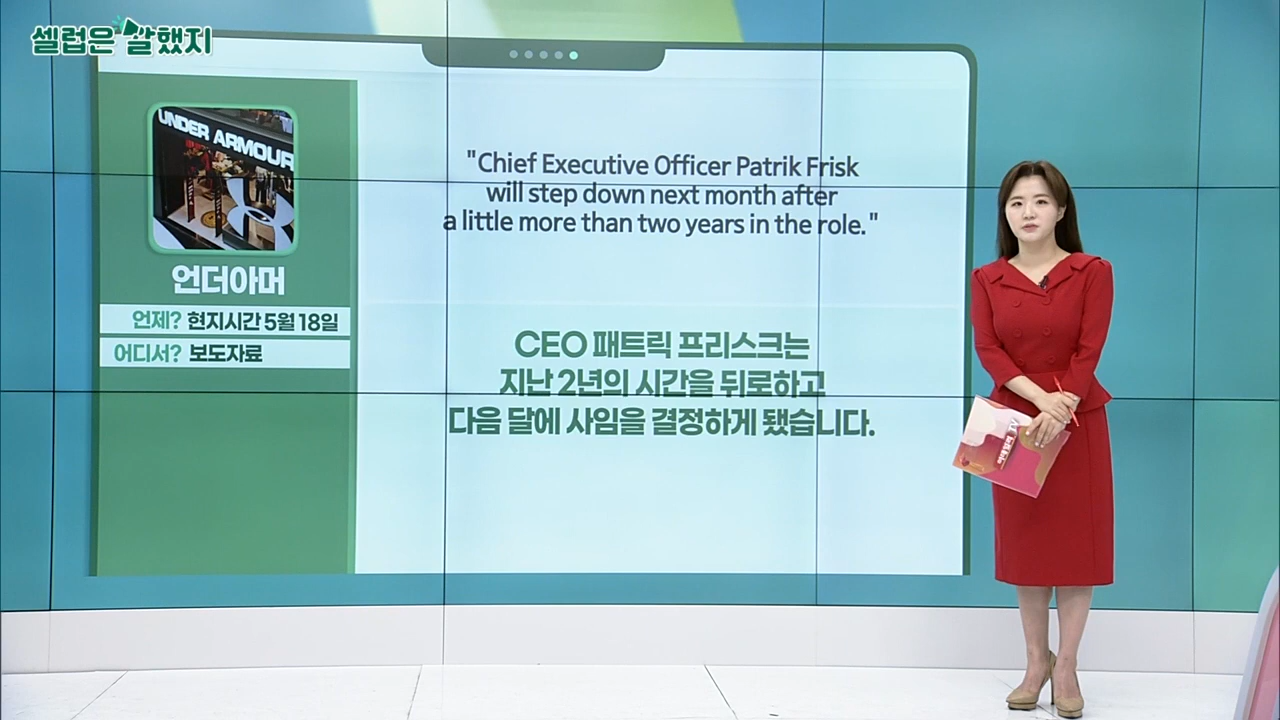 셀럽은 살했지
UNDER ARMOUR
언더아머
언제? 현지시간 5월 18일
어디서? 보도자료
"Chief Executive Officer Patrik Frisk
will step down next month after
a little more than two years in the role."
CEO 패트릭 프리스크는
지난 2년의 시간을 뒤로하고
다음 달에 사임을 결정하게 됐습니다.